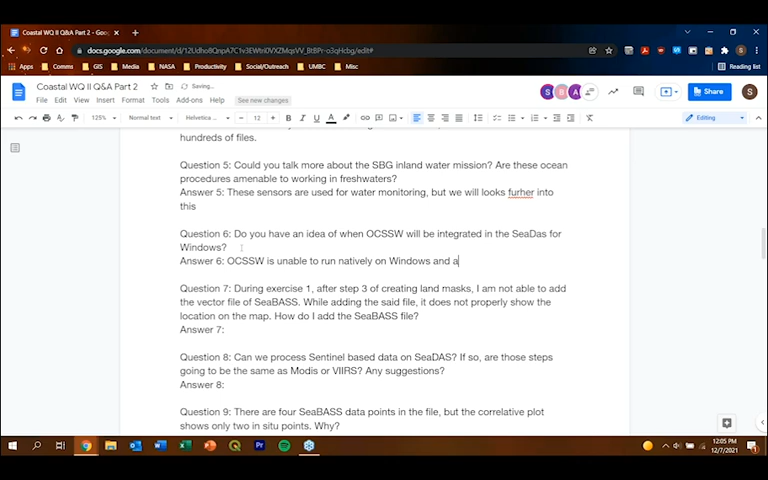 Coastal WQ II Q&A Part 2 - Goo
docs.google.com/document/d/
Apps Comms GIS Media NASA Productivity Social/Outreach UMBC Misc Reading list
Coastal WQ II Q&A Part 2 Saving...
File Edit View Insert Format Tools Add-ons Help See new changes
Share
125% Normal text Helvetica ... 12 Editing
hundreds of files.
Question 5: Could you talk more about the SBG inland water mission? Are these ocean
procedures amenable to working in freshwaters?
Answer 5: These sensors are used for water monitoring, but we will looks furher into
this
Question 6: Do you have an idea of when OCSSW will be integrated in the SeaDas for
Windows?
Answer 6: OCSSW is unable to run natively on Windows and a
Question 7: During exercise 1, after step 3 of creating land masks, I am not able to add
the vector file of SeaBASS. While adding the said file, it does not properly show the
location on the map. How do I add the SeaBASS file?
Answer 7:
Question 8: Can we process Sentinel based data on SeaDAS? If so, are those steps
going to be the same as Modis or VIIRS? Any suggestions?
Answer 8:
Question 9: There are four SeaBASS data points in the file, but the correlative plot
shows only two in situ points. Why?
12:05 PM
12/7/2021